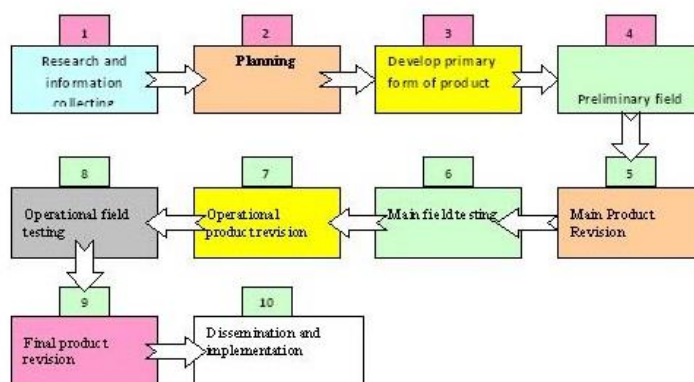 1
Research and
information
collecting
2
Planning
3
Develop primary
form of product
4
Preliminary field
8
Operational field
testing
7
Operational
product revision
6
Main field testing
5
Main Product
Revision
9
Final product
revision
10
Dissemination and
implementation